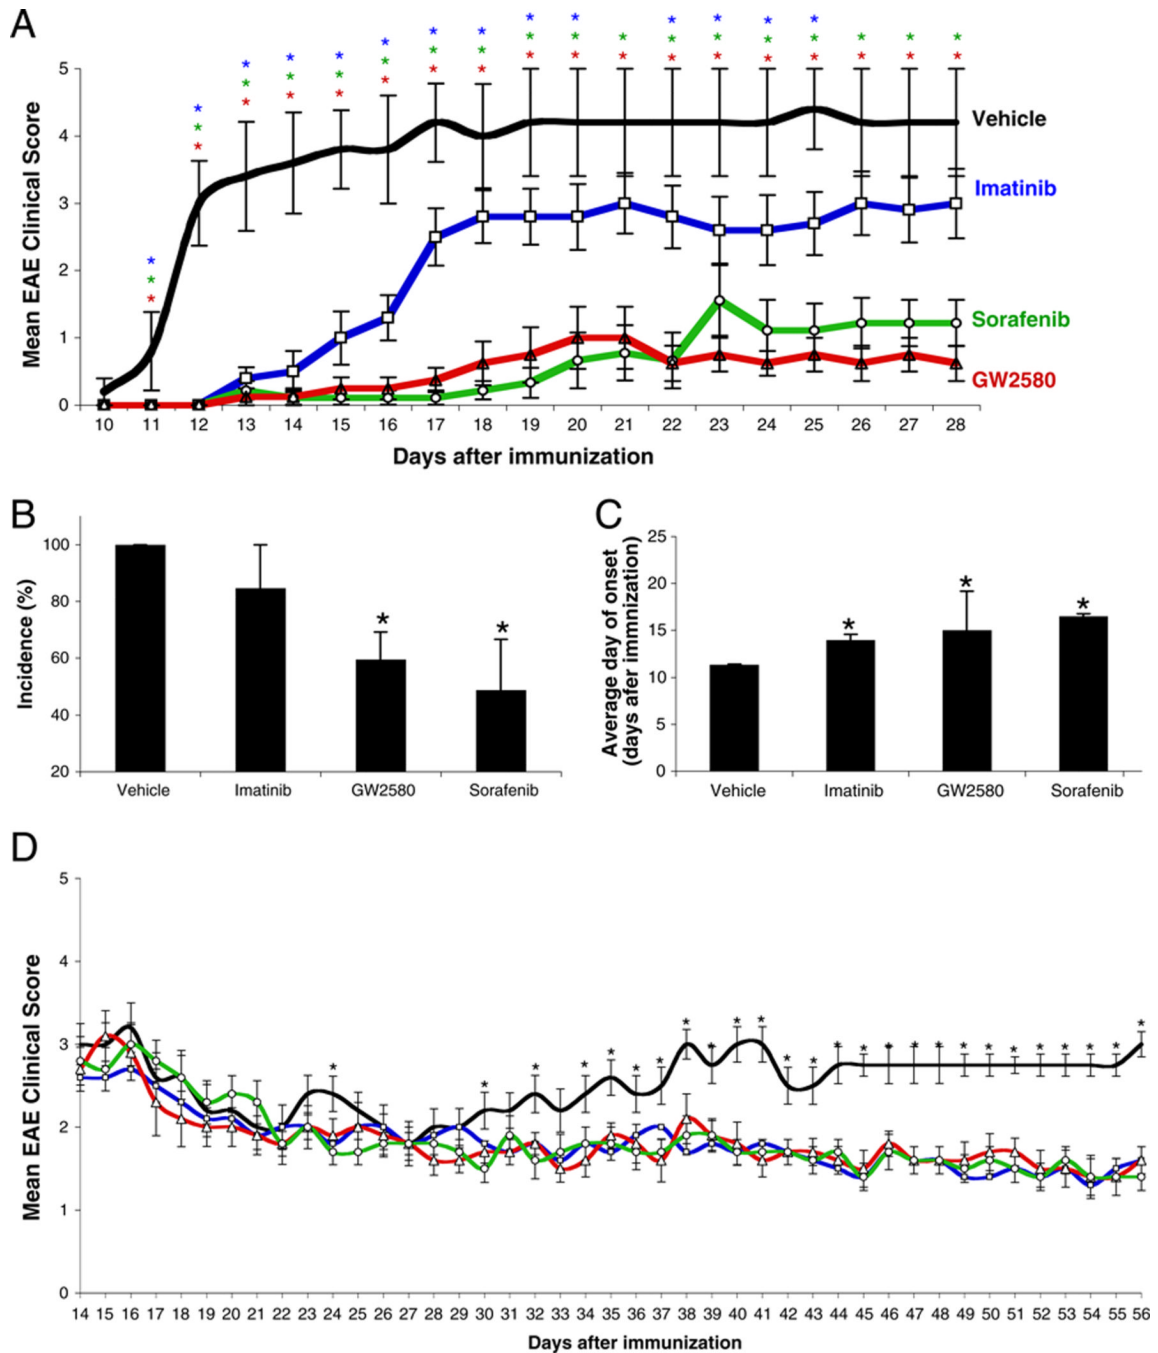 A
* * * * * * * * * * * * * *
* * * * * * * * * * * * * * * * * *
* * * * * * * * * * * * * * * * * *
Mean EAE Clinical Score
5
4
3
2
1
0
Vehicle
Imatinib
Sorafenib
GW2580
10 11 12 13 14 15 16 17 18 19 20 21 22 23 24 25 26 27 28
Days after immunization
B
Incidence (%)
100
80
60
40
20
* *
Vehicle Imatinib GW2580 Sorafenib
C
Average day of onset
(days afer immnization)
25
20
15
10
5
0
* * *
Vehicle Imatinib GW2580 Sorafenib
D
Mean EAE Clinical Score
5
4
3
2
1
0
* * * * * * * * * * * * * * * * * * * * * * * * *
14 15 16 17 18 19 20 21 22 23 24 25 26 27 28 29 30 31 32 33 34 35 36 37 38 39 40 41 42 43 44 45 46 47 48 49 50 51 52 53 54 55 56
Days after immunization